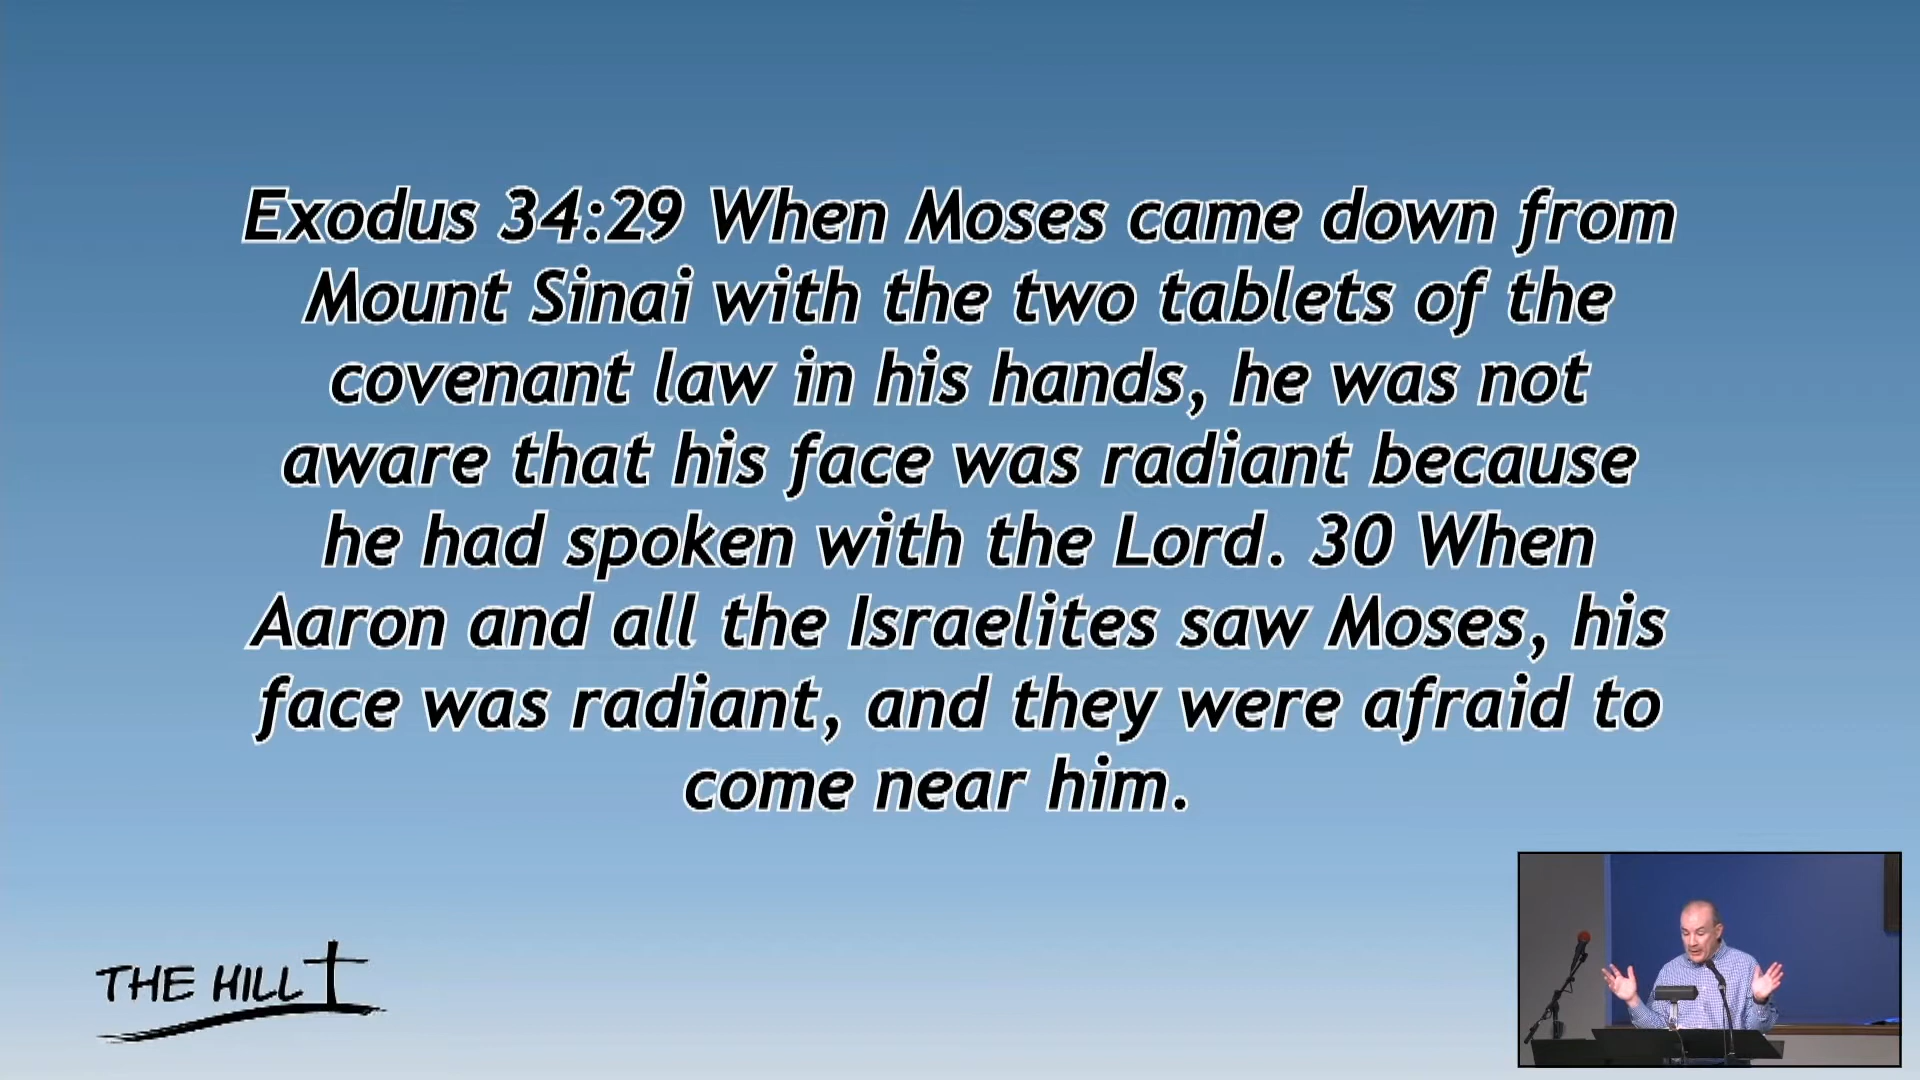 Exodus 34:29 When Moses came down from
Mount Sinai with the two tablets of the
covenant law in his hands, he was not
aware that his face was radiant because
he had spoken with the Lord. 30 When
Aaron and all the Israelites saw Moses, his
face was radiant, and they were afraid to
come near him.
THE HILL